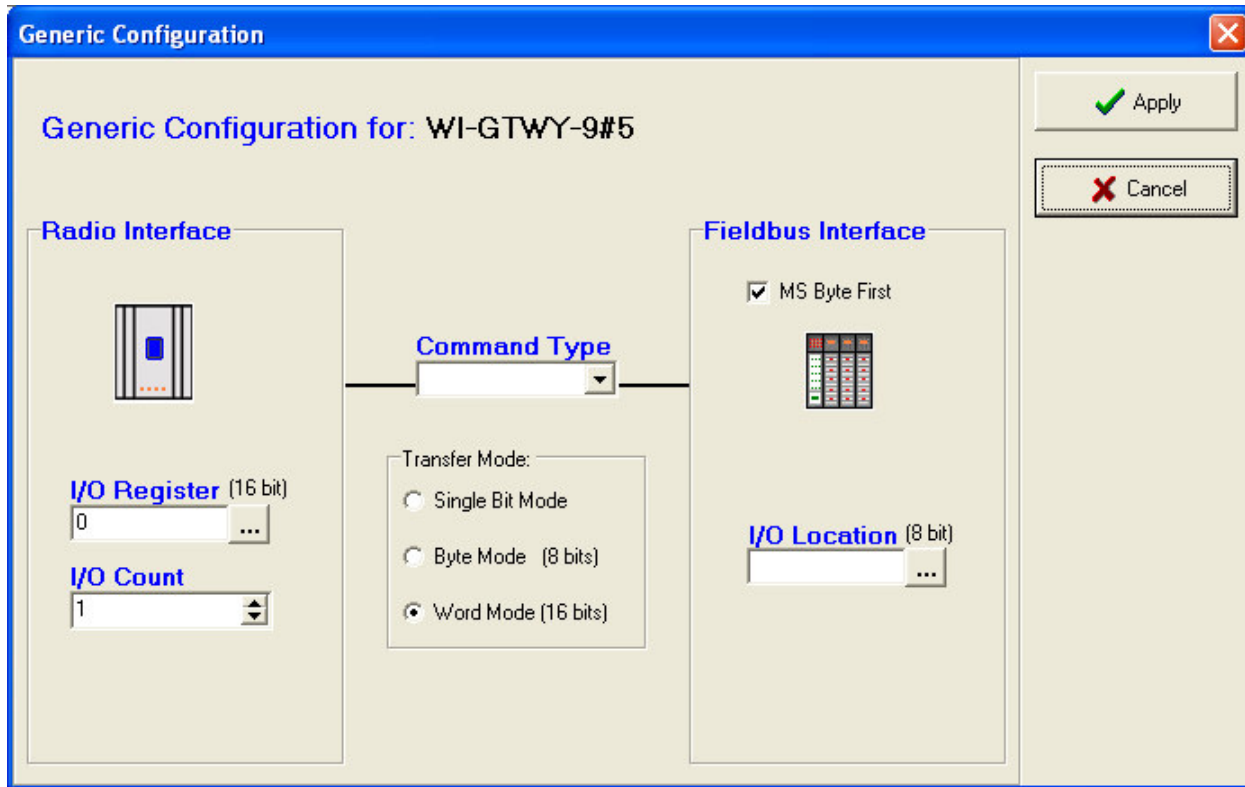 Generic Configuration
Apply
Generic Configuration for: WI-GTWY-9#5
Cancel
Radio Interface
Fieldbus Interface
MS Byte First
Command Type
Transfer Mode:
I/O Register (16 bit)
Single Bit Mode
0
...
I/O Location (8 bit)
Byte Mode (8 bits)
...
I/O Count
1
Word Mode (16 bits)